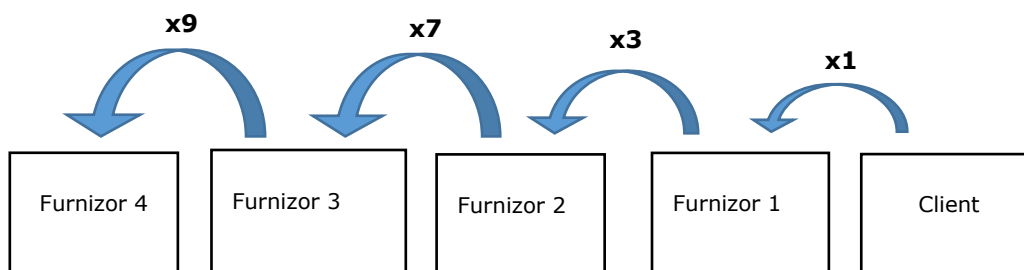 x9
x7
x3
x1
Furnizor 4
Furnizor 3
Furnizor 2
Furnizor 1
Client